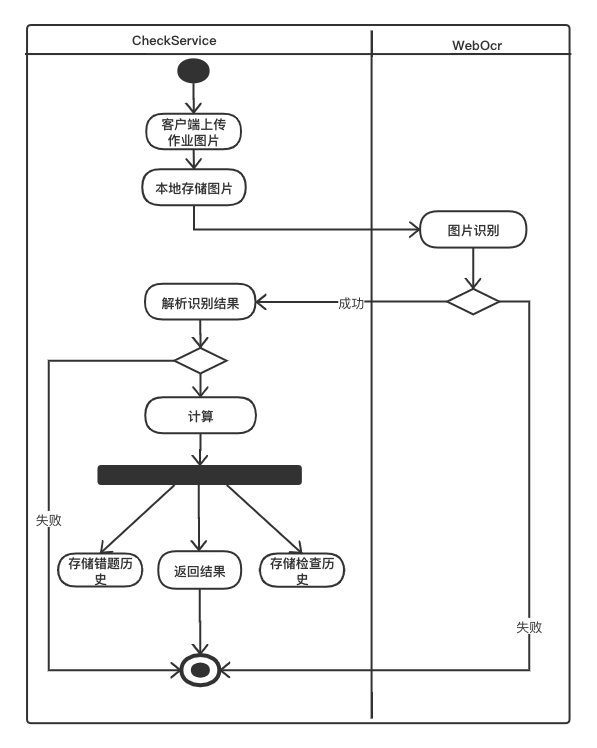 CheckService
WebOcr
客户端上传
作业图片
本地存储图片
图片识别
解析识别结果
成功
计算
失败
存储错题历
史
返回结果
存储检查历
史
失败